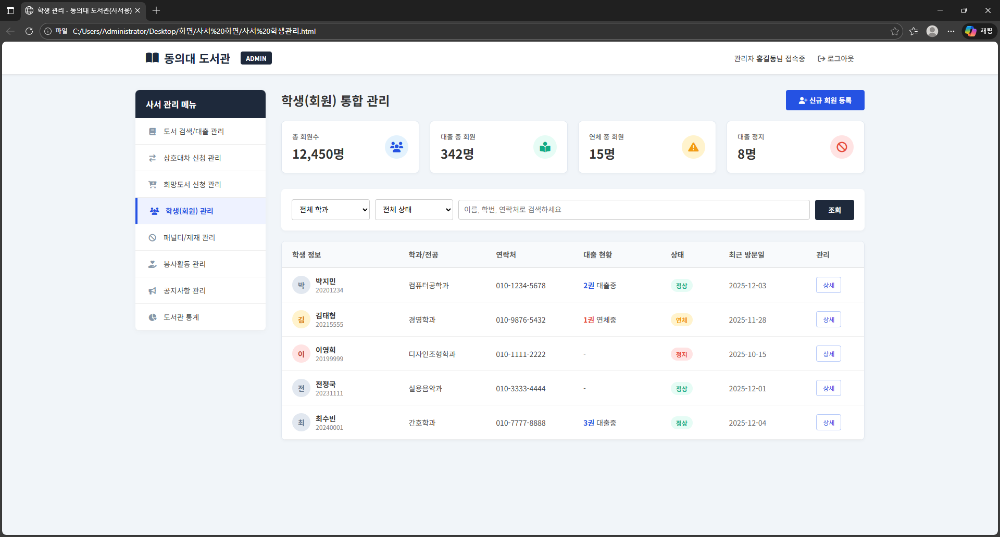 학생 관리 - 동의대 도서관(사서용)
파일 C:/Users/Administrator/Desktop/화면/사서%20화면/사서%20학생관리.html
채팅
동의대 도서관 ADMIN
관리자 홍길동님 접속중 로그아웃
사서 관리 메뉴
도서 검색/대출 관리
상호대차 신청 관리
희망도서 신청 관리
학생(회원) 관리
패널티/제재 관리
봉사활동 관리
공지사항 관리
도서관 통계
학생(회원) 통합 관리
신규 회원 등록
총 회원수
12,450명
대출 중 회원
342명
연체 중 회원
15명
대출 정지
8명
전체 학과 전체 상태 이름, 학번, 연락처로 검색하세요 조회
학생 정보 학과/전공 연락처 대출 현황 상태 최근 방문일 관리
박 박지민 컴퓨터공학과 010-1234-5678 2권 대출중 정상 2025-12-03 상세
20201234
김 김태형 경영학과 010-9876-5432 1권 연체중 연체 2025-11-28 상세
20215555
이 이영희 디자인조형학과 010-1111-2222 - 정지 2025-10-15 상세
20199999
전 전정국 실용음악과 010-3333-4444 - 정상 2025-12-01 상세
20231111
최 최수빈 간호학과 010-7777-8888 3권 대출중 정상 2025-12-04 상세
20240001